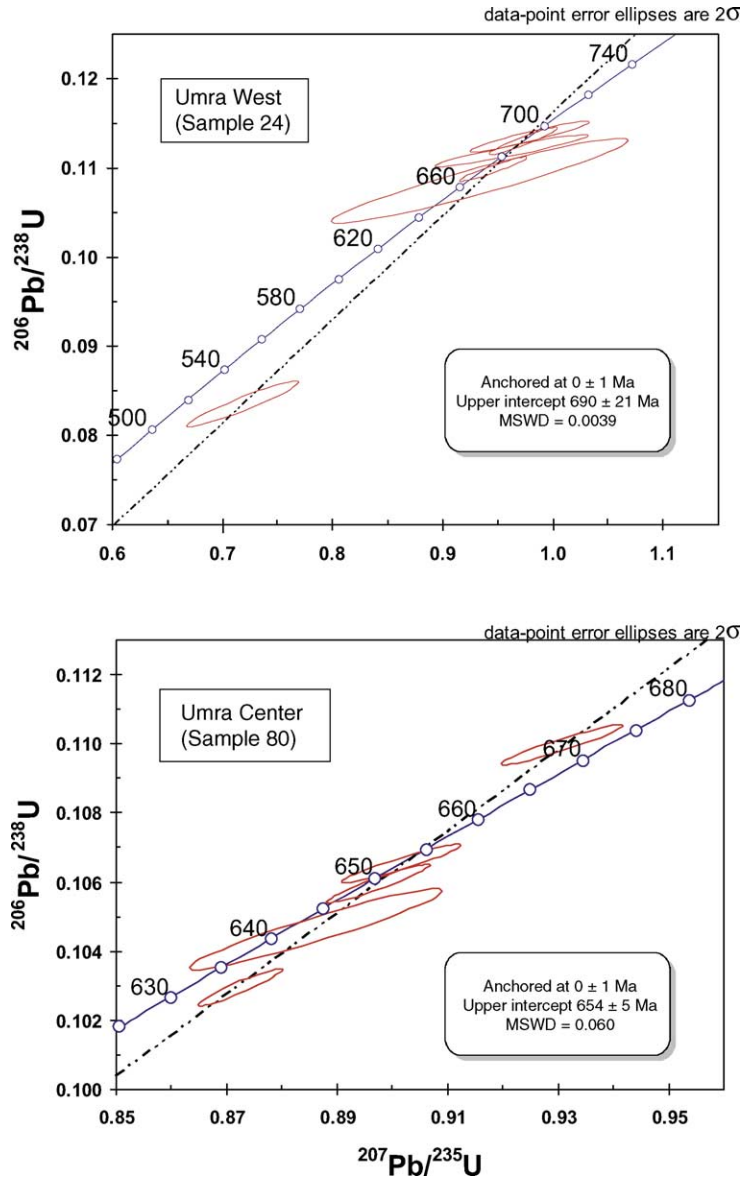 data-point error ellipses are 2σ
0.12
0.11
0.10
0.09
0.08
0.07
206Pb/238U
Umra West
(Sample 24)
740
700
660
620
580
540
500
Anchored at 0 ± 1 Ma
Upper intercept 690 ± 21 Ma
MSWD = 0.0039
0.6 0.7 0.8 0.9 1.0 1.1
data-point error ellipses are 2σ
0.112
0.110
0.108
0.106
0.104
0.102
0.100
206Pb/238U
Umra Center
(Sample 80)
680
670
660
650
640
630
Anchored at 0 ± 1 Ma
Upper intercept 654 ± 5 Ma
MSWD = 0.060
0.85 0.87 0.89 0.91 0.93 0.95
207Pb/235U